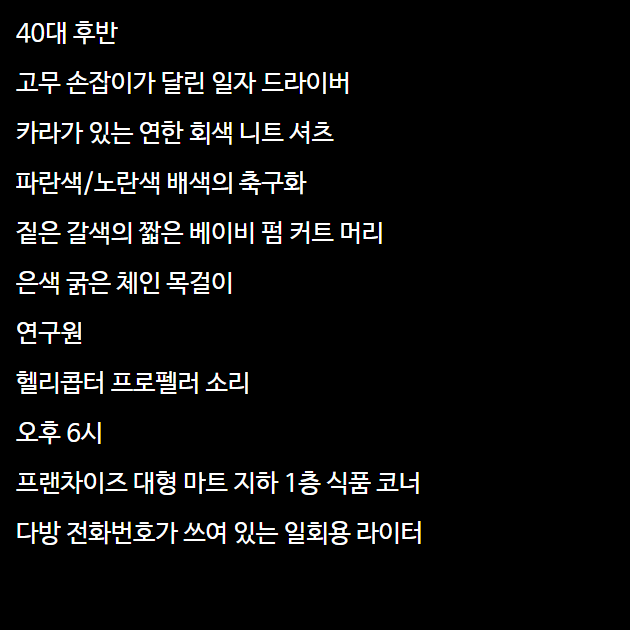 40대 후반
고무 손잡이가 달린 일자 드라이버
카라가 있는 연한 회색 니트 셔츠
파란색/노란색 배색의 축구화
짙은 갈색의 짧은 베이비 펌 커트 머리
은색 굵은 체인 목걸이
연구원
헬리콥터 프로펠러 소리
오후 6시
프랜차이즈 대형 마트 지하 1층 식품 코너
다방 전화번호가 쓰여 있는 일회용 라이터